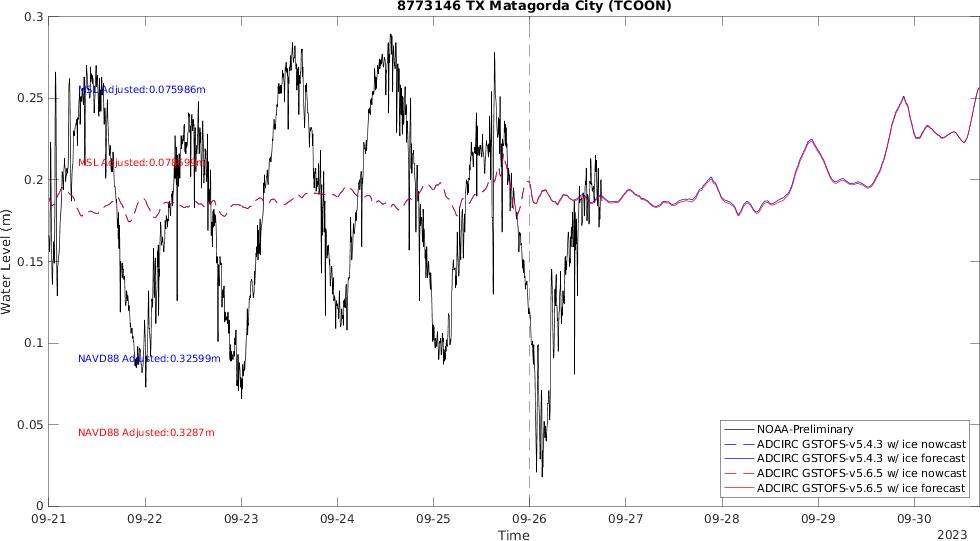 8773146 TX Matagorda City (TCOON)
0.3
0.25
0.2
0.15
0.1
0.05
0
Water Level (m)
MSL Adjusted:0.075986m
MSL Adjusted:0.078699m
NAVD88 Adjusted:0.32599m
NAVD88 Adjusted:0.3287m
NOAA-Preliminary
ADCIRC GSTOFS-v5.4.3 w/ ice nowcast
ADCIRC GSTOFS-v5.4.3 w/ ice forecast
ADCIRC GSTOFS-v5.6.5 w/ ice nowcast
ADCIRC GSTOFS-v5.6.5 w/ ice forecast
09-21 09-22 09-23 09-24 09-25 09-26 09-27 09-28 09-29 09-30
Time
2023